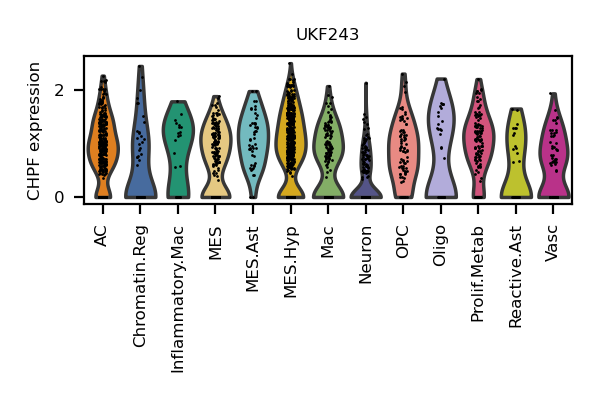 UKF243
CHPF expression
2
0
AC
Chromatin.Reg
Inflammatory.Mac
MES
MES.Ast
MES.Hyp
Mac
Neuron
OPC
Oligo
Prolif.Metab
Reactive.Ast
Vasc